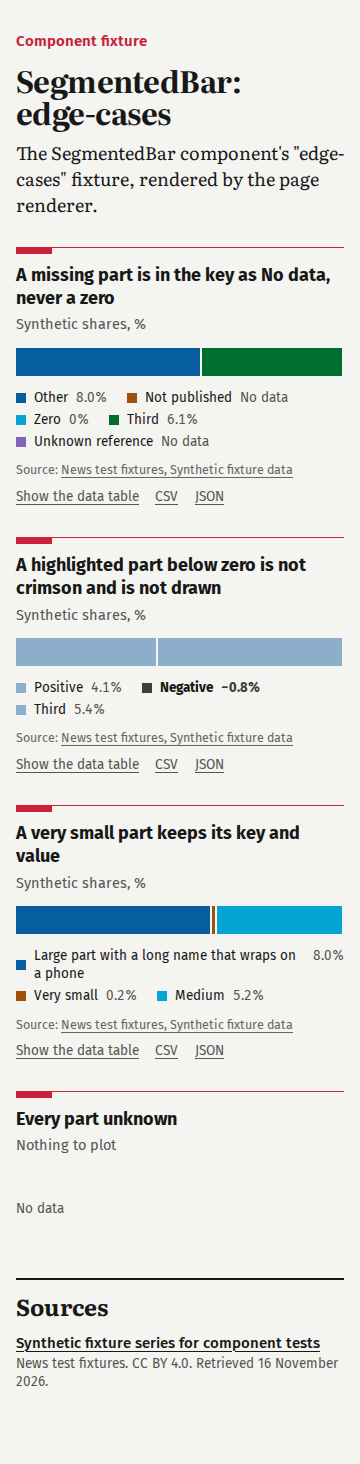 Component fixture
SegmentedBar:
edge-cases
The SegmentedBar component's "edge-
cases" fixture, rendered by the page
renderer.
A missing part is in the key as No data,
never a zero
Synthetic shares, %
Other 8.0% Not published No data
Zero 0% Third 6.1%
Unknown reference No data
Source: News test fixtures, Synthetic fixture data
Show the data table CSV JSON
A highlighted part below zero is not
crimson and is not drawn
Synthetic shares, %
Positive 4.1% Negative −0.8%
Third 5.4%
Source: News test fixtures, Synthetic fixture data
Show the data table CSV JSON
A very small part keeps its key and
value
Synthetic shares, %
Large part with a long name that wraps on 8.0%
a phone
Very small 0.2% Medium 5.2%
Source: News test fixtures, Synthetic fixture data
Show the data table CSV JSON
Every part unknown
Nothing to plot
No data
Sources
Synthetic fixture series for component tests
News test fixtures. CC BY 4.0. Retrieved 16 November
2026.